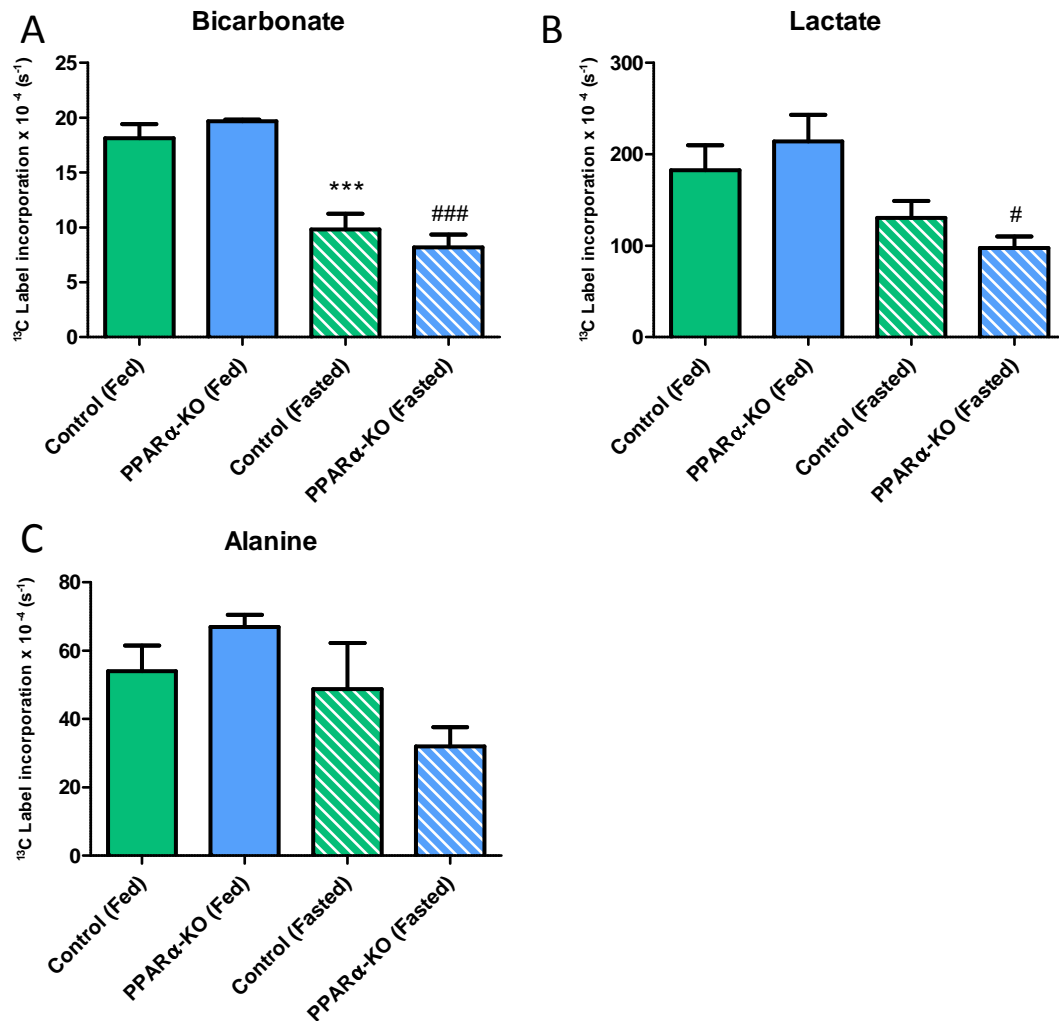 A
Bicarbonate
¹³C Label incorporation x 10⁻⁴ (s⁻¹)
25
20
15
10
5
0
***
###
Control (Fed)
PPARα-KO (Fed)
Control (Fasted)
PPARα-KO (Fasted)
B
Lactate
¹³C Label incorporation x 10⁻⁴ (s⁻¹)
300
200
100
0
#
Control (Fed)
PPARα-KO (Fed)
Control (Fasted)
PPARα-KO (Fasted)
C
Alanine
¹³C Label incorporation x 10⁻⁴ (s⁻¹)
80
60
40
20
0
Control (Fed)
PPARα-KO (Fed)
Control (Fasted)
PPARα-KO (Fasted)